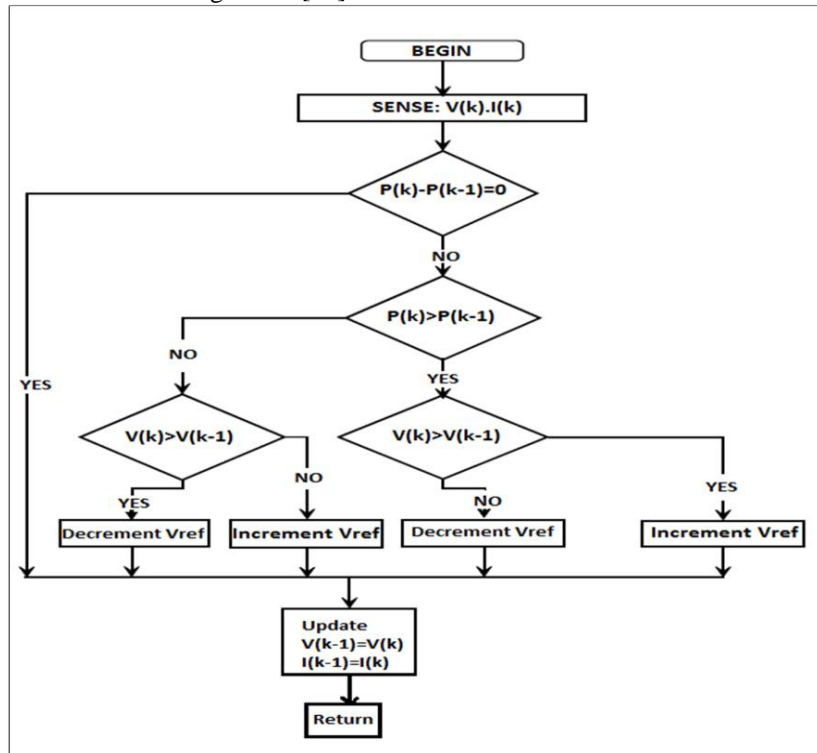 BEGIN
SENSE: V(k).I(k)
P(k)-P(k-1)=0
NO
P(k)>P(k-1)
NO
YES
YES
V(k)>V(k-1)
V(k)>V(k-1)
NO
YES
YES
NO
Decrement Vref
Increment Vref
Decrement Vref
Increment Vref
Update
V(k-1)=V(k)
I(k-1)=I(k)
Return